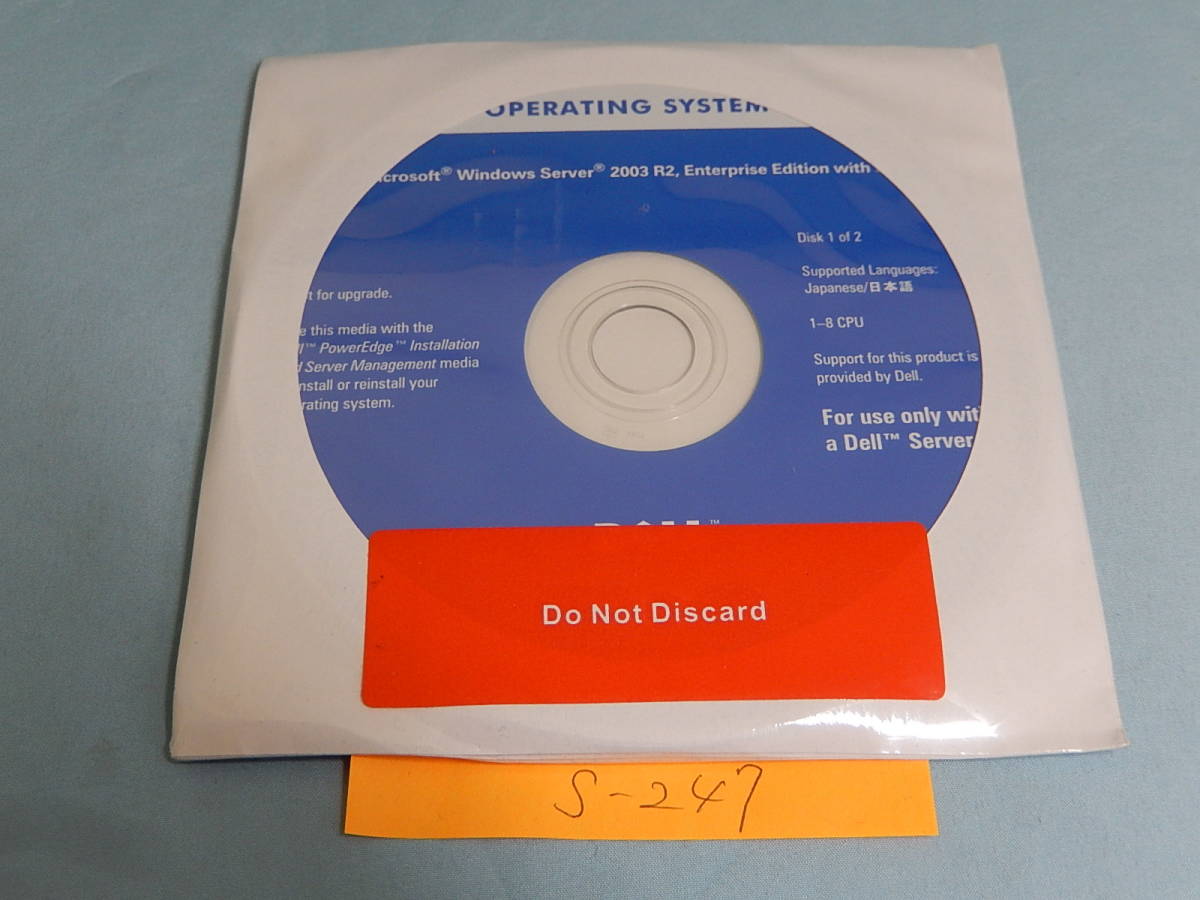 OPERATING SYSTEM
crosoft® Windows Server® 2003 R2, Enterprise Edition with
Disk 1 of 2
Supported Languages:
Japanese/日本語
1–8 CPU
Support for this product is
provided by Dell.
For use only wit
a Dell™ Server
t for upgrade.
e this media with the
ll™ PowerEdge™ Installation
d Server Management media
nstall or reinstall your
rating system.
DELL™
Do Not Discard
S-247